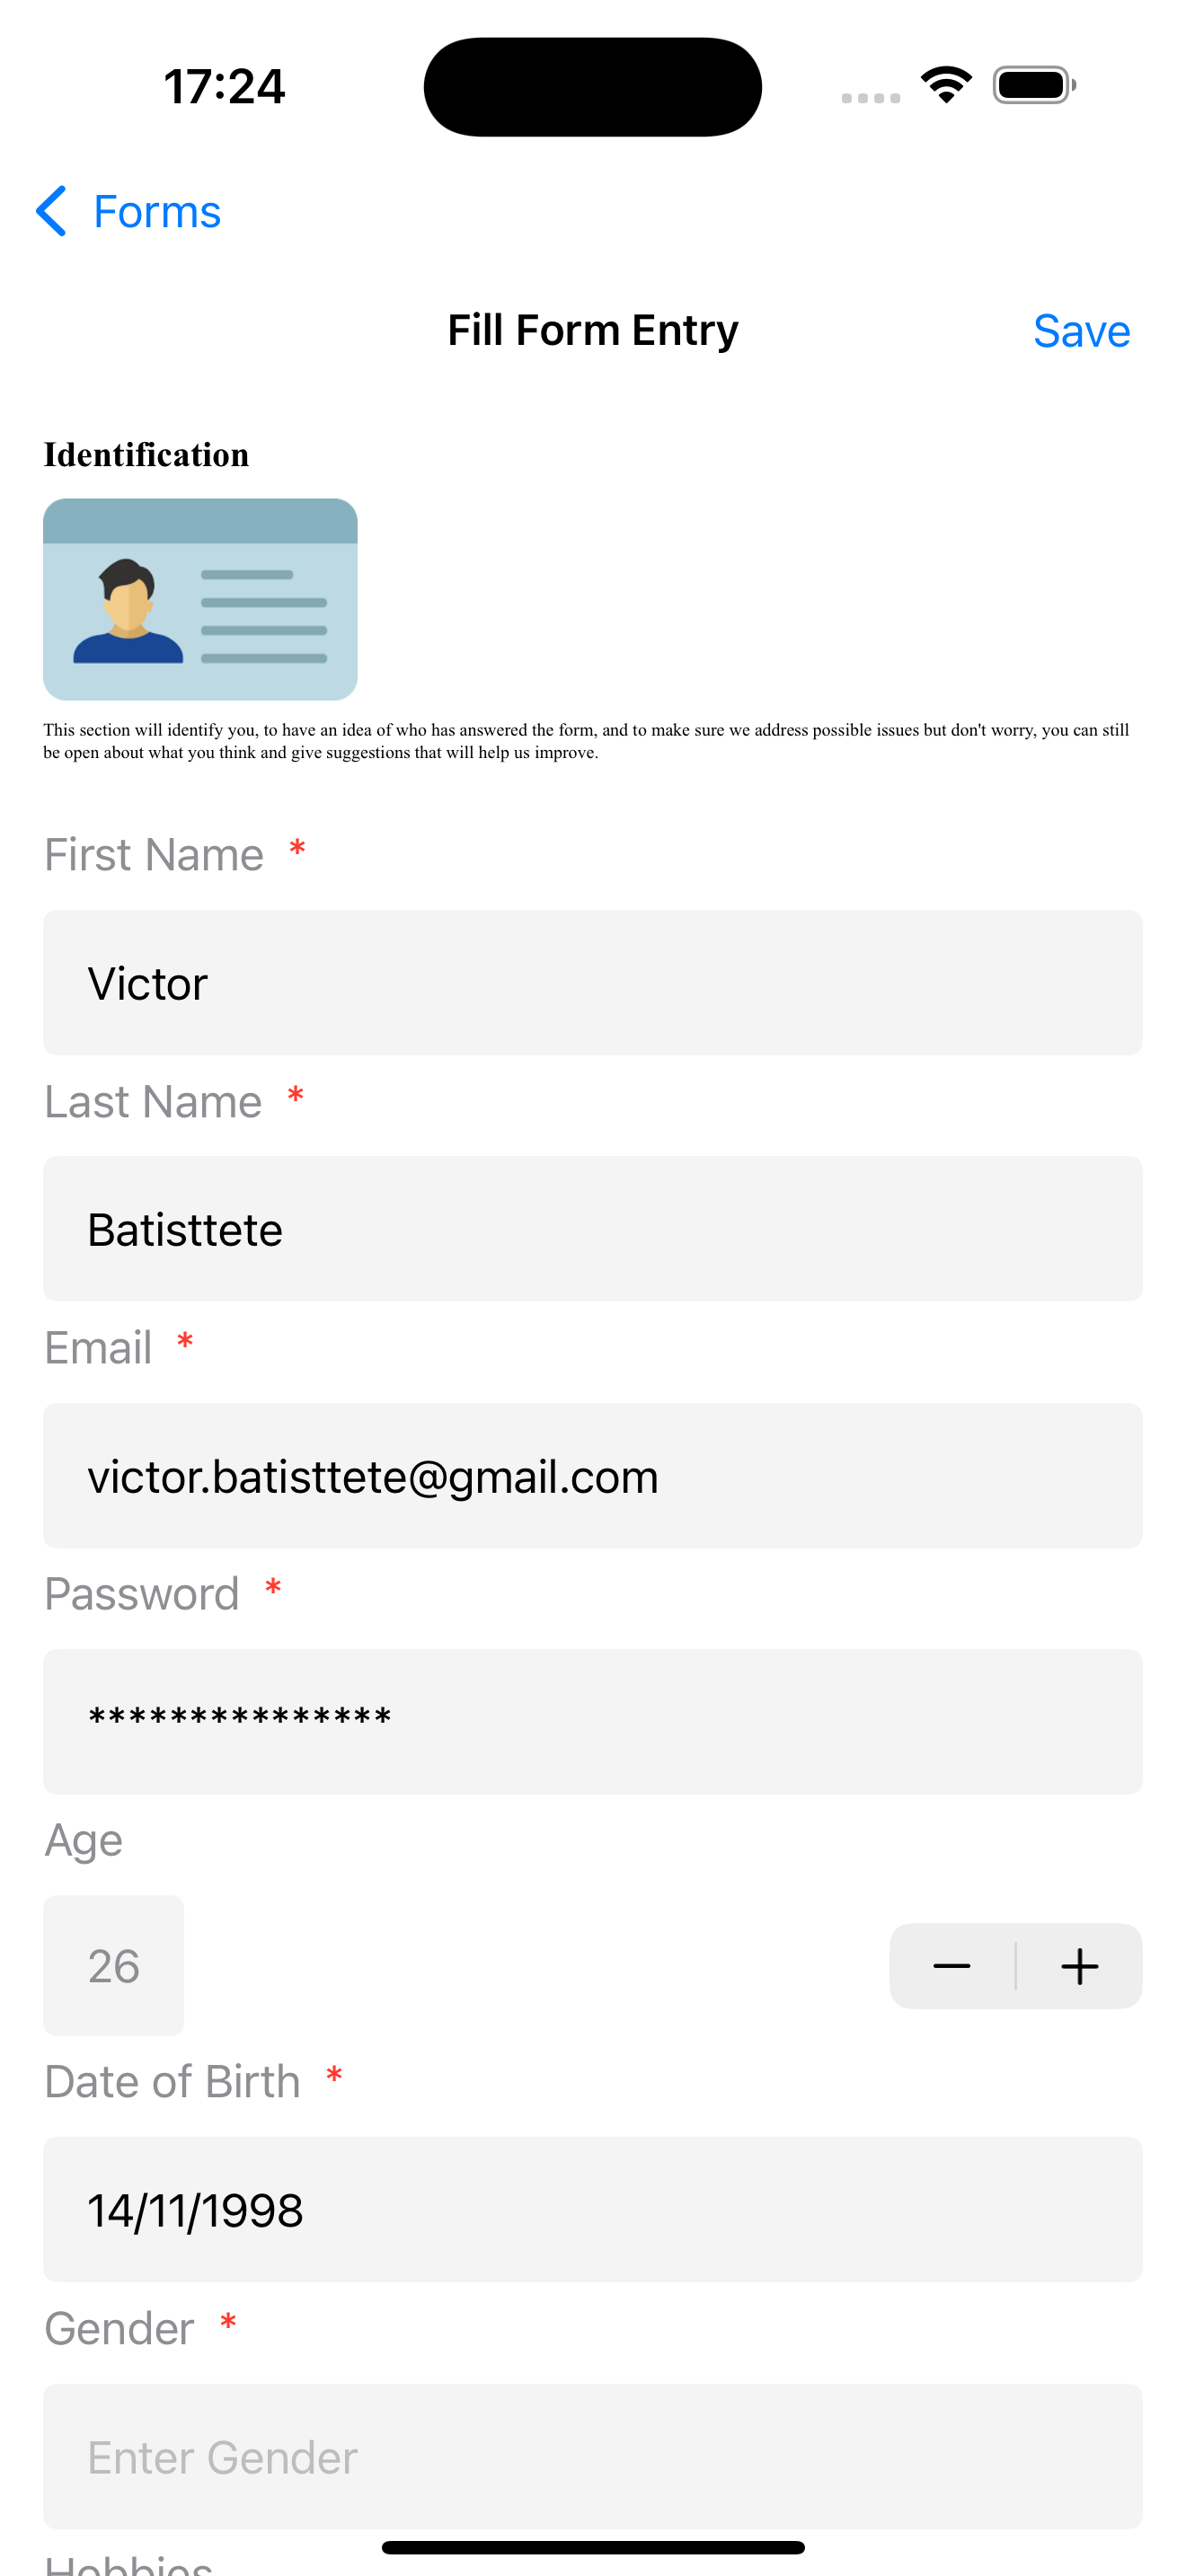 17:24
Forms
Fill Form Entry
Save
Identification
This section will identify you, to have an idea of who has answered the form, and to make sure we address possible issues but don't worry, you can still
be open about what you think and give suggestions that will help us improve.
First Name *
Victor
Last Name *
Batisttete
Email *
victor.batisttete@gmail.com
Password *
***************
Age
26
Date of Birth *
14/11/1998
Gender *
Enter Gender
Hobbies